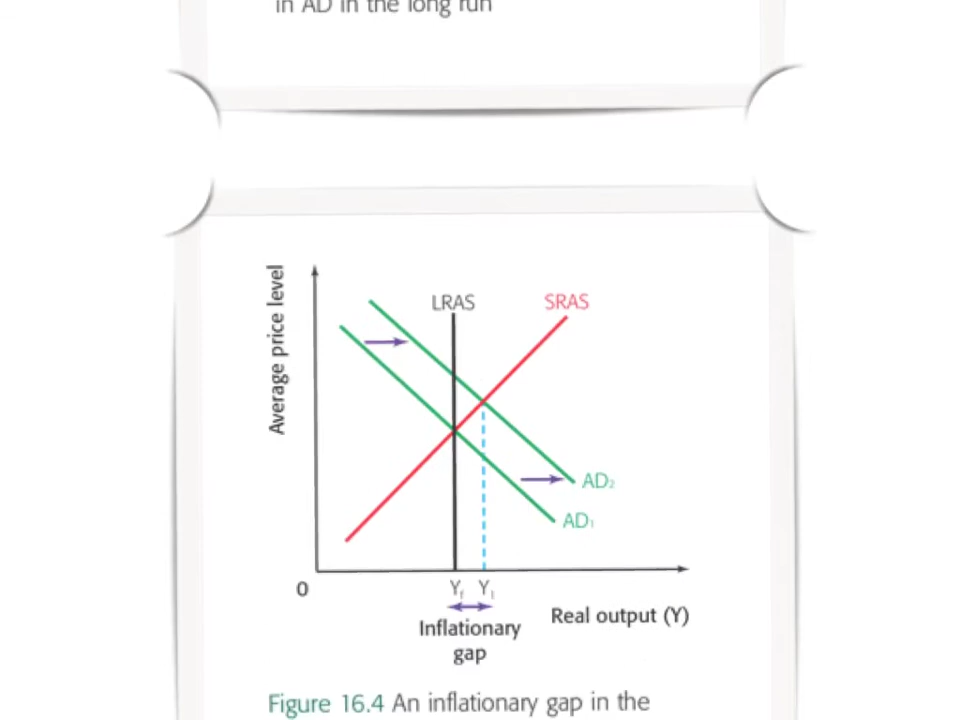 in AD in the long run
Average price level
LRAS
SRAS
AD₂
AD₁
0
Yf Y₁
Real output (Y)
Inflationary
gap
Figure 16.4 An inflationary gap in the